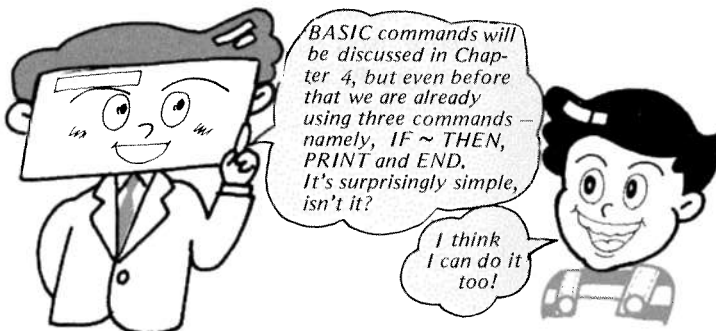 BASIC commands will
be discussed in Chap-
ter 4, but even before
that we are already
using three commands —
namely, IF ~ THEN,
PRINT and END.
It's surprisingly simple,
isn't it?
I think
I can do it
too!